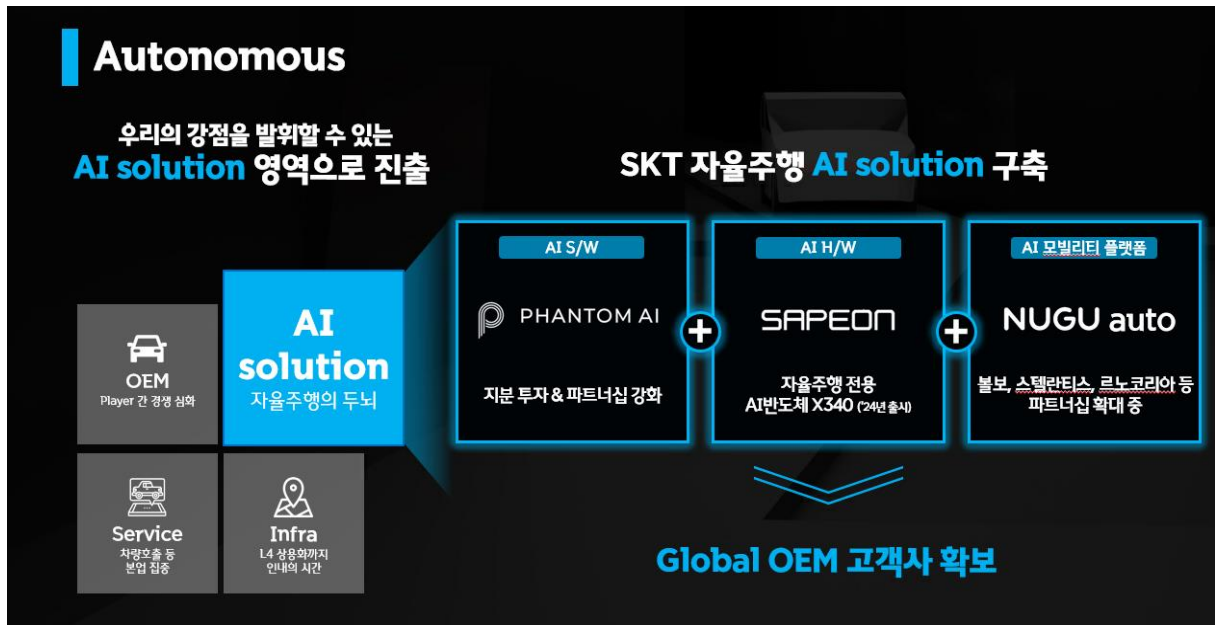 Autonomous
우리의 강점을 발휘할 수 있는
AI solution 영역으로 진출
OEM
Player 간 경쟁 심화
AI
solution
자율주행의 두뇌
Service
차량호출 등
본업 집중
Infra
L4 상용화까지
인내의 시간
SKT 자율주행 AI solution 구축
AI S/W
PHANTOM AI
지분 투자 & 파트너십 강화
+
AI H/W
SAPEON
자율주행 전용
AI반도체 X340 ('24년 출시)
+
AI 모빌리티 플랫폼
NUGU auto
볼보, 스텔란티스, 르노코리아 등
파트너십 확대 중
Global OEM 고객사 확보